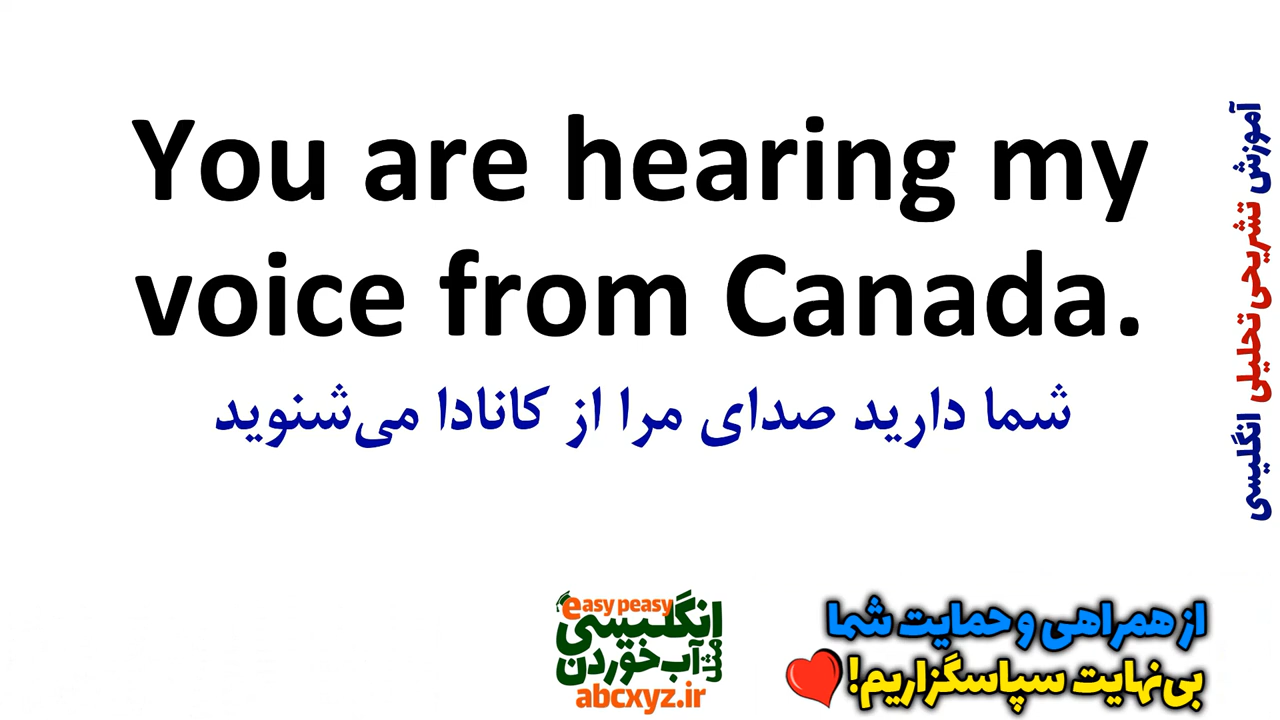 You are hearing my
voice from Canada.
شما دارید صدای مرا از کانادا می‌شنوید
آموزش تشریحی تحلیلی انگلیسی
easy peasy
انگلیسی
مثل آب خوردن
abcxyz.ir
از همراهی و حمایت شما
بی‌نهایت سپاسگزاریم!